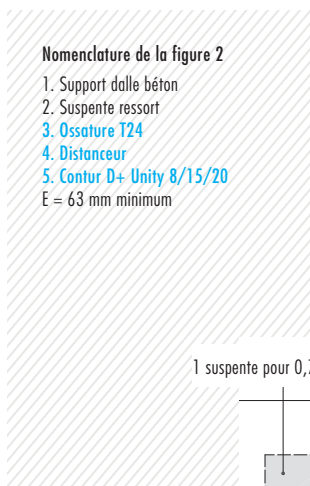 Nomenclature de la figure 2
1. Support dalle béton
2. Suspente ressort
3. Ossature T24
4. Distanceur
5. Contur D+ Unity 8/15/20
E = 63 mm minimum
1 suspente pour 0,7